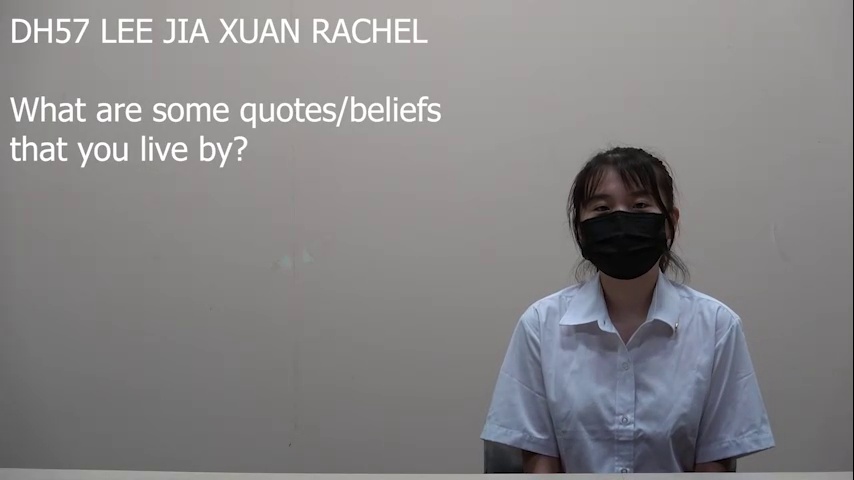 DH57 LEE JIA XUAN RACHEL
What are some quotes/beliefs
that you live by?